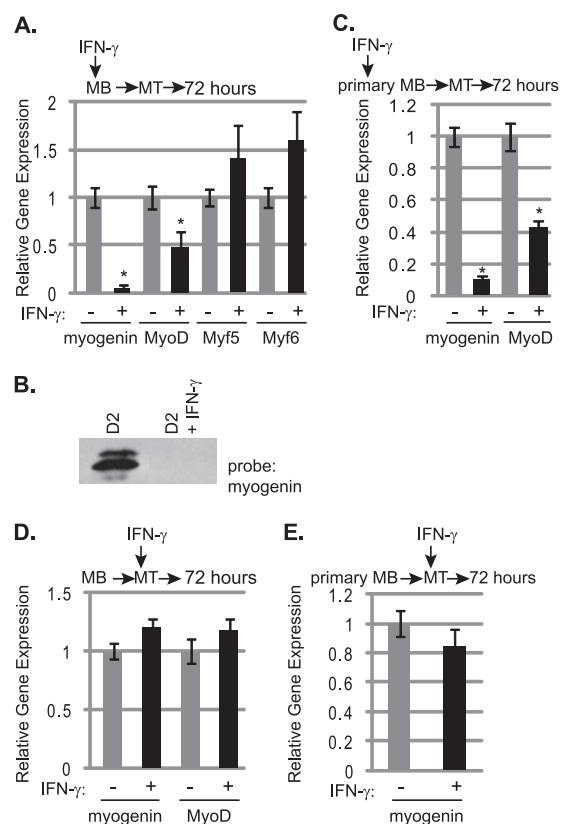 A.
IFN-γ
MB MT 72 hours
Relative Gene Expression
2
1.5
1
0.5
0
* *
IFN-γ: - + - + - + - +
myogenin MyoD Myf5 Myf6
C.
IFN-γ
primary MB MT 72 hours
Relative Gene Expression
1.2
1
0.8
0.6
0.4
0.2
0
* *
IFN-γ: - + - +
myogenin MyoD
B.
D2
D2
+ IFN-γ
probe:
myogenin
D.
IFN-γ
MB MT 72 hours
Relative Gene Expression
1.5
1
0.5
0
IFN-γ: - + - +
myogenin MyoD
E.
IFN-γ
primary MB MT 72 hours
Relative Gene Expression
1.2
1
0.8
0.6
0.4
0.2
0
IFN-γ: - +
myogenin